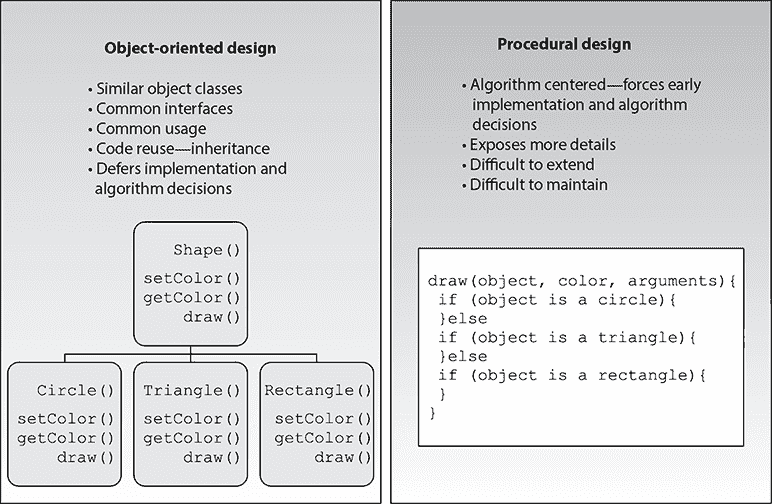 Object-oriented design
• Similar object classes
• Common interfaces
• Common usage
• Code reuse—inheritance
• Defers implementation and
algorithm decisions
Shape()
setColor()
getColor()
draw()
Circle()
setColor()
getColor()
draw()
Triangle()
setColor()
getColor()
draw()
Rectangle()
setColor()
getColor()
draw()
Procedural design
• Algorithm centered—forces early
implementation and algorithm
decisions
• Exposes more details
• Difficult to extend
• Difficult to maintain
draw(object, color, arguments){
if (object is a circle){
}else
if (object is a triangle){
}else
if (object is a rectangle){
}
}